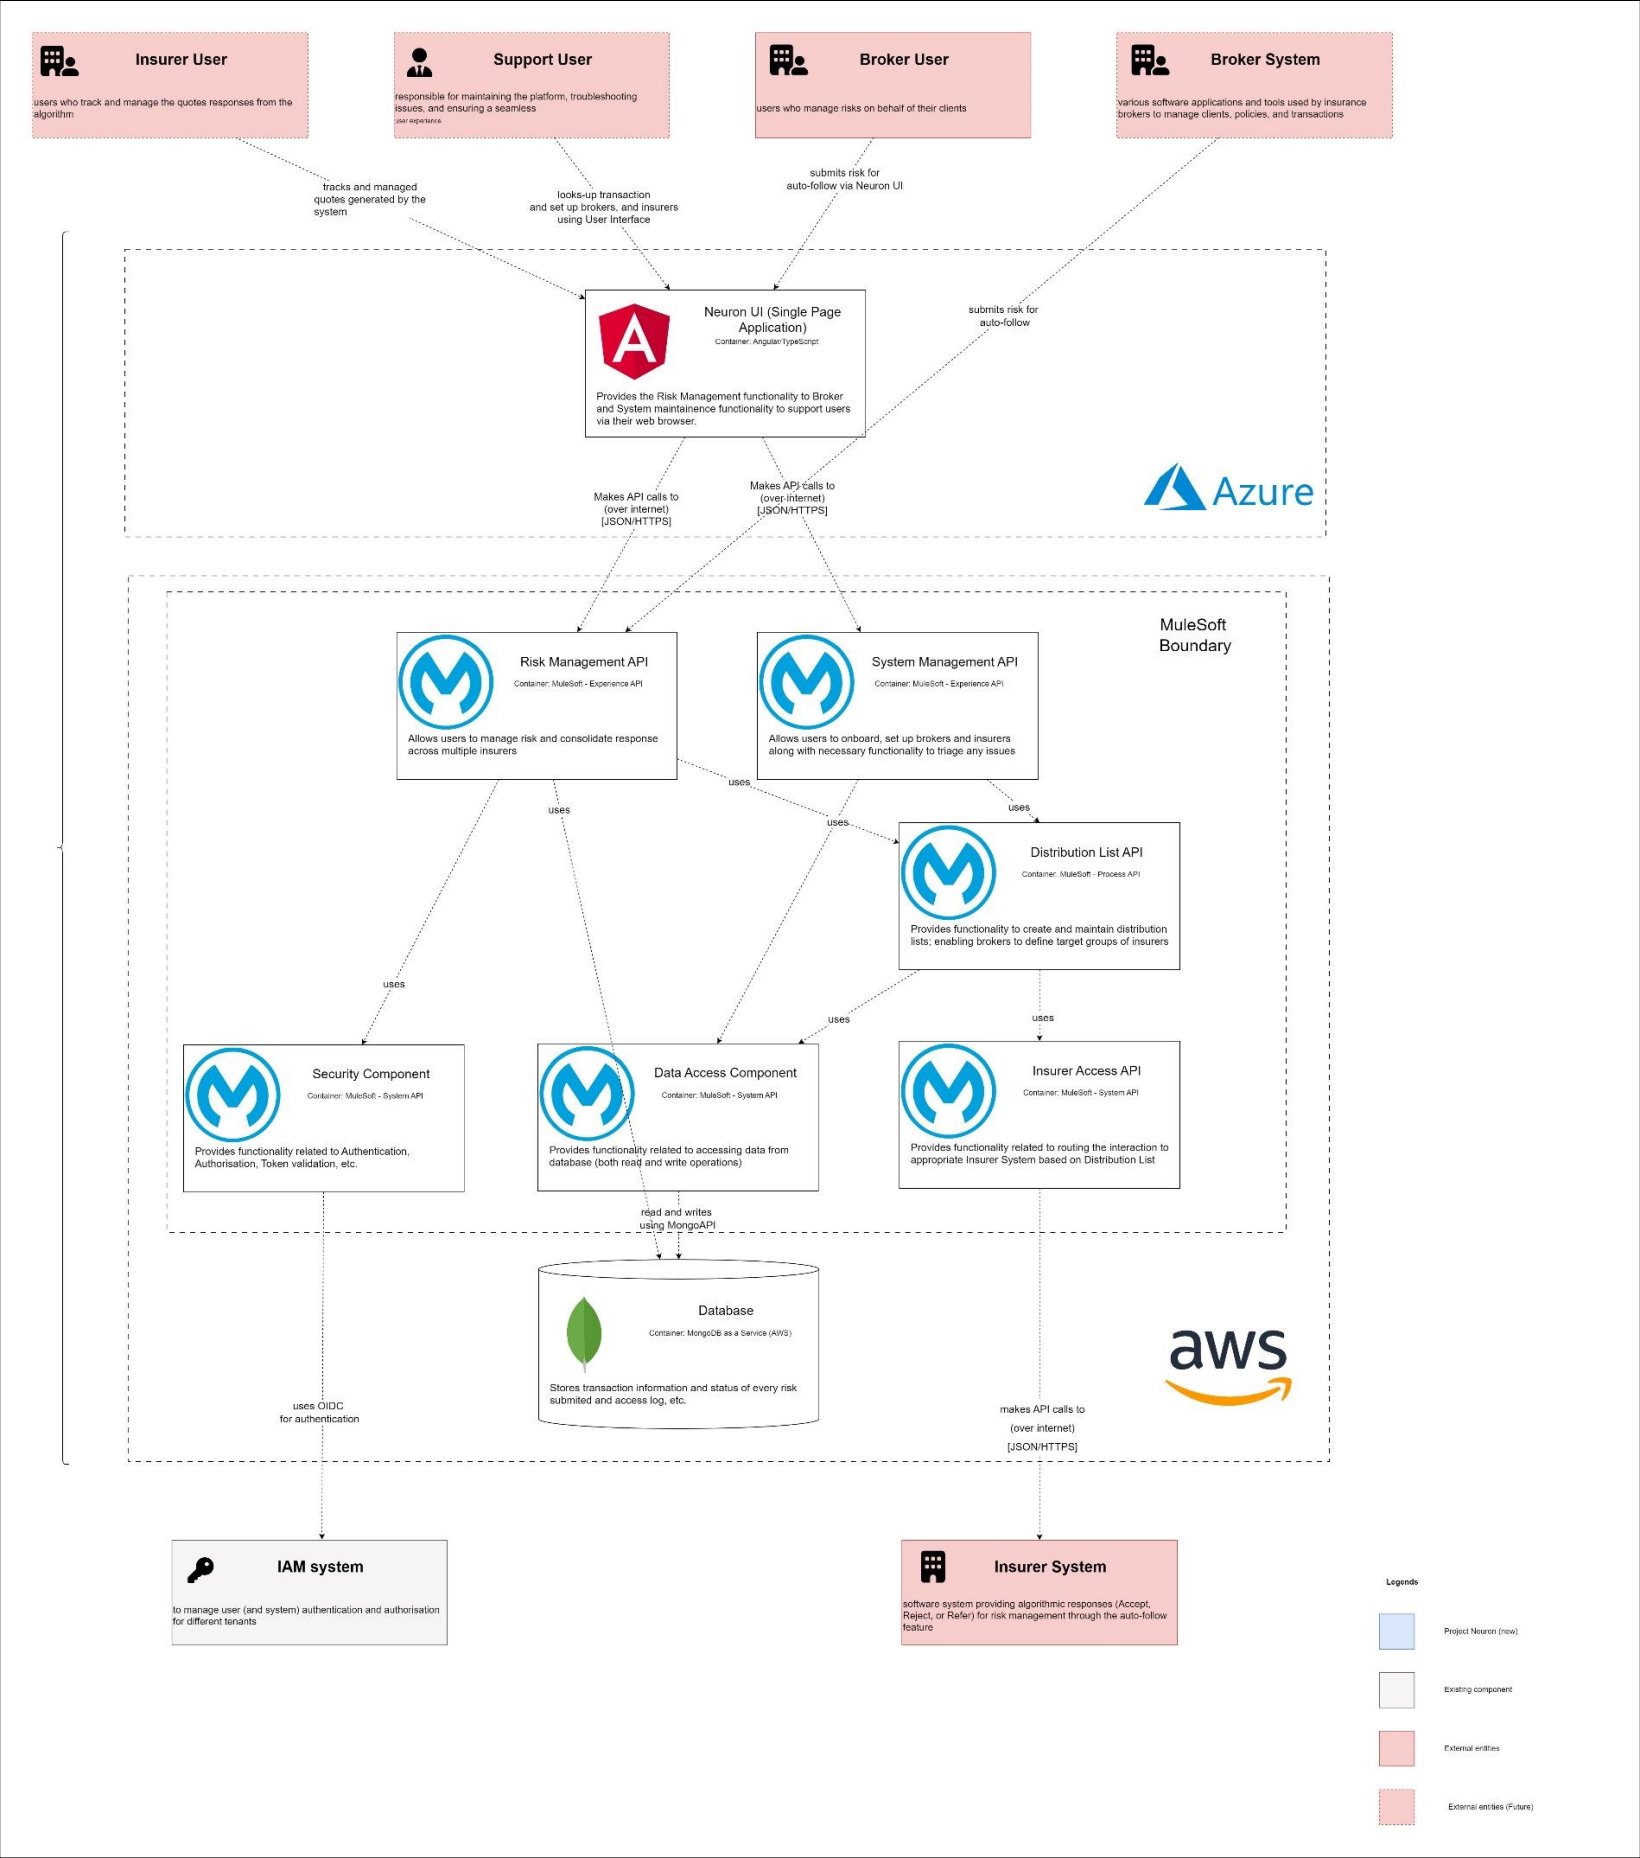 Insurer User
users who track and manage the quotes responses from the
algorithm
Support User
responsible for maintaining the platform, troubleshooting
issues, and ensuring a seamless
user experience
Broker User
users who manage risks on behalf of their clients
Broker System
various software applications and tools used by insurance
brokers to manage clients, policies, and transactions
tracks and managed
quotes generated by the
system
looks-up transaction
and set up brokers, and insurers
using User Interface
submits risk for
auto-follow via Neuron UI
submits risk for
auto-follow
Neuron UI (Single Page
Application)
Container: Angular/TypeScript
Provides the Risk Management functionality to Broker
and System maintainence functionality to support users
via their web browser.
Azure
Makes API calls to
(over internet)
[JSON/HTTPS]
Makes API calls to
(over internet)
[JSON/HTTPS]
MuleSoft
Boundary
Risk Management API
Container: MuleSoft - Experience API
Allows users to manage risk and consolidate response
across multiple insurers
System Management API
Container: MuleSoft - Experience API
Allows users to onboard, set up brokers and insurers
along with necessary functionality to triage any issues
uses
uses
uses
uses
Distribution List API
Container: MuleSoft - Process API
Provides functionality to create and maintain distribution
lists; enabling brokers to define target groups of insurers
uses
uses
uses
Security Component
Container: MuleSoft - System API
Provides functionality related to Authentication,
Authorisation, Token validation, etc.
Data Access Component
Container: MuleSoft - System API
Provides functionality related to accessing data from
database (both read and write operations)
Insurer Access API
Container: MuleSoft - System API
Provides functionality related to routing the interaction to
appropriate Insurer System based on Distribution List
read and writes
using MongoAPI
Database
Container: MongoDB as a Service (AWS)
Stores transaction information and status of every risk
submited and access log, etc.
aws
uses OIDC
for authentication
makes API calls to
(over internet)
[JSON/HTTPS]
IAM system
to manage user (and system) authentication and authorisation
for different tenants
Insurer System
software system providing algorithmic responses (Accept,
Reject, or Refer) for risk management through the auto-follow
feature
Legends
Project Neuron (new)
Existing component
External entities
External entities (Future)